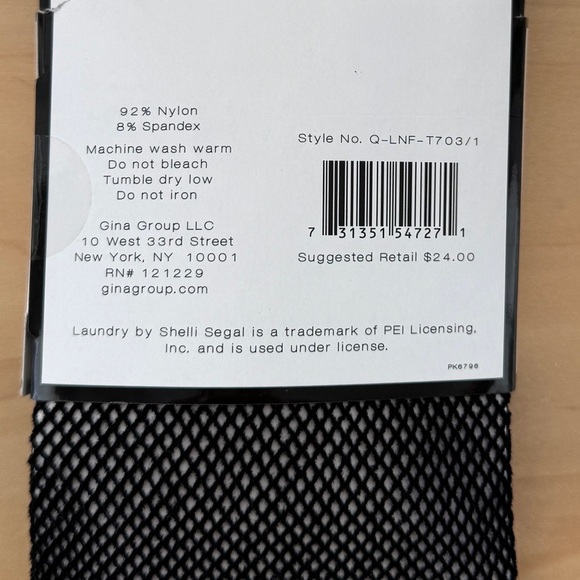 92% Nylon
8% Spandex
Machine wash warm
Do not bleach
Tumble dry low
Do not iron
Gina Group LLC
10 West 33rd Street
New York, NY 10001
RN# 121229
ginagroup.com
Style No. Q-LNF-T703/1
7 31351 54727 1
Suggested Retail $24.00
Laundry by Shelli Segal is a trademark of PEI Licensing,
Inc. and is used under license.
PK6796